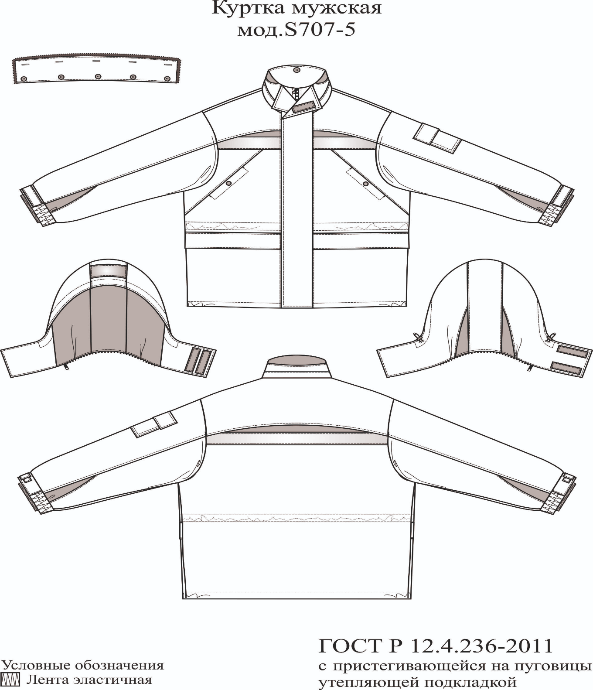 Куртка мужская
мод.S707-5
ГОСТ Р 12.4.236-2011
с пристегивающейся на пуговицы
утепляющей подкладкой
Условные обозначения
Лента эластичная